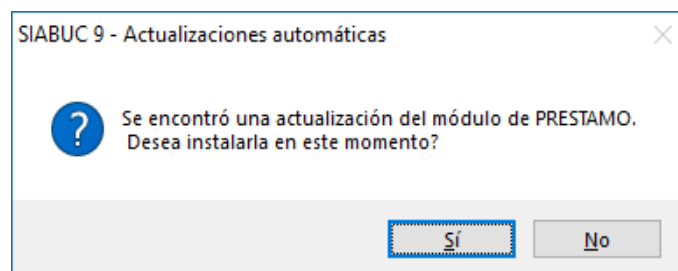 SIABUC 9 - Actualizaciones automáticas
Se encontró una actualización del módulo de PRESTAMO.
Desea instalarla en este momento?
Sí
No